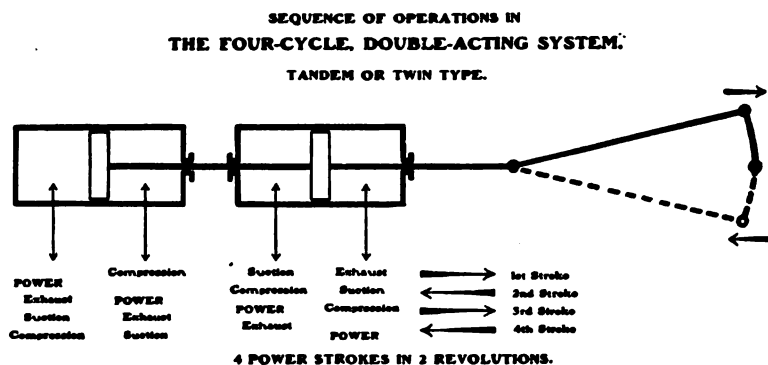 SEQUENCE OF OPERATIONS IN
THE FOUR-CYCLE, DOUBLE-ACTING SYSTEM.
TANDEM OR TWIN TYPE.
POWER
Exhaust
Suction
Compression
Compression
POWER
Exhaust
Suction
Suction
Compression
POWER
Exhaust
Exhaust
Suction
Compression
POWER
1st Stroke
2nd Stroke
3rd Stroke
4th Stroke
4 POWER STROKES IN 2 REVOLUTIONS.